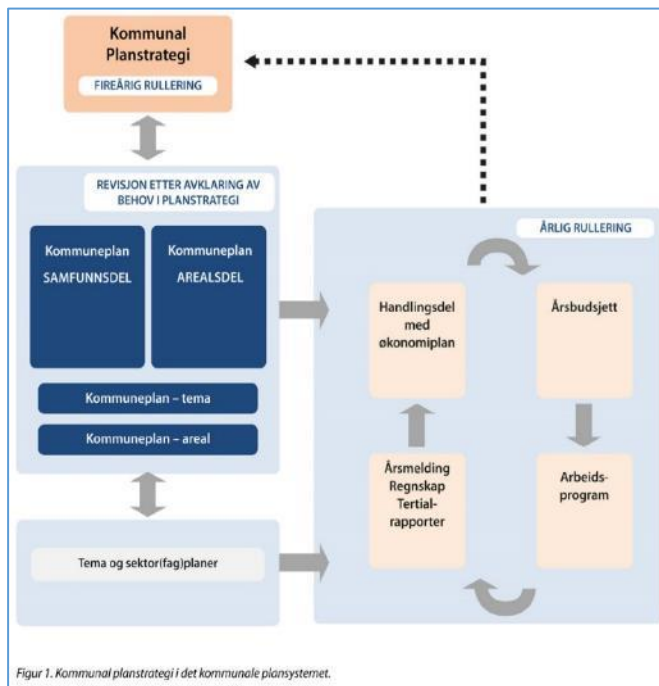 Kommunal
Planstrategi
FIREÅRIG RULLERING
REVISJON ETTER AVKLARING AV
BEHOV I PLANSTRATEGI
Kommuneplan
SAMFUNNSDEL
Kommuneplan
AREALSDEL
Kommuneplan – tema
Kommuneplan – areal
Tema og sektor(fag)planer
ÅRLIG RULLERING
Handlingsdel
med
økonomiplan
Årsbudsjett
Årsmelding
Regnskap
Tertial-
rapporter
Arbeids-
program
Figur 1. Kommunal planstrategi i det kommunale plansystemet.